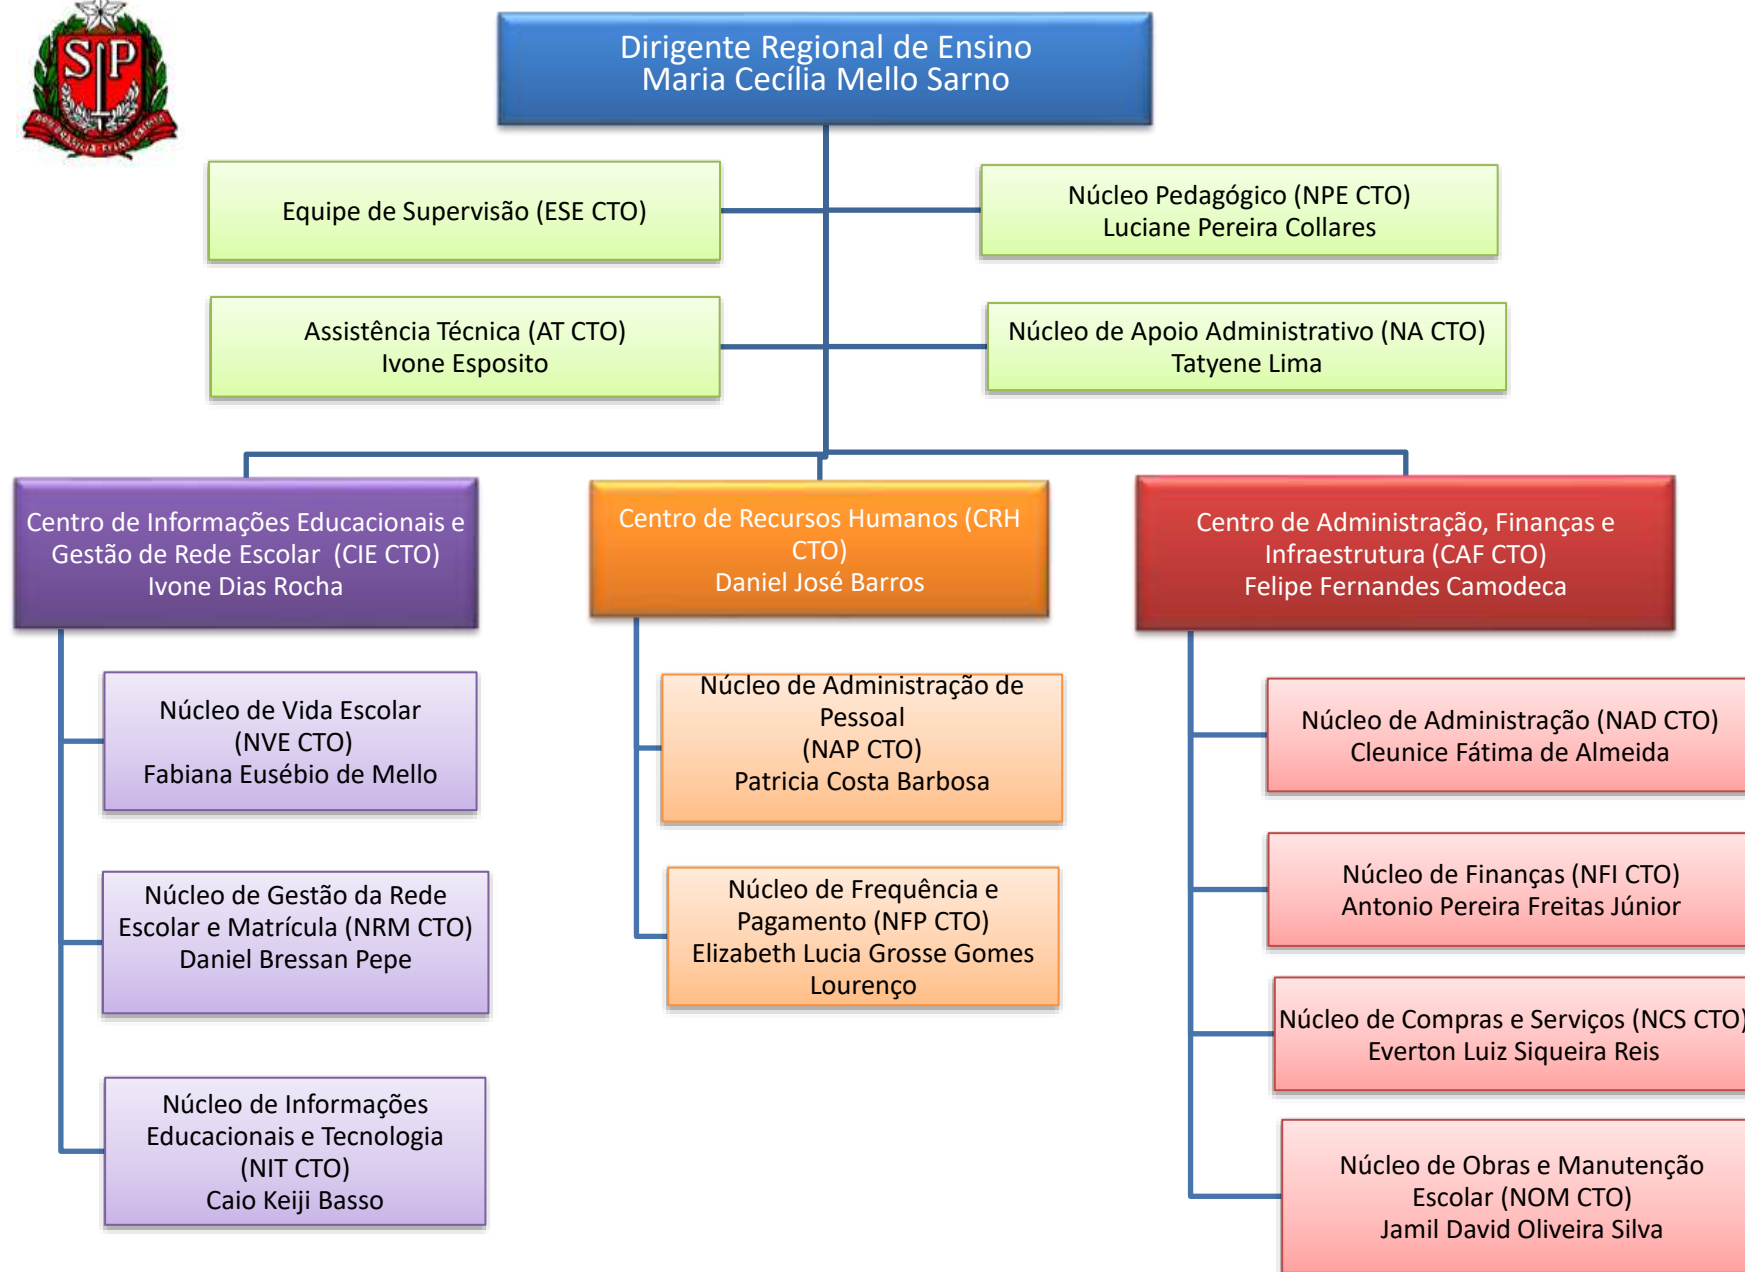 SP
Dirigente Regional de Ensino
Maria Cecília Mello Sarno
Equipe de Supervisão (ESE CTO)
Núcleo Pedagógico (NPE CTO)
Luciane Pereira Collares
Assistência Técnica (AT CTO)
Ivone Esposito
Núcleo de Apoio Administrativo (NA CTO)
Tatyene Lima
Centro de Informações Educacionais e
Gestão de Rede Escolar (CIE CTO)
Ivone Dias Rocha
Núcleo de Vida Escolar
(NVE CTO)
Fabiana Eusébio de Mello
Núcleo de Gestão da Rede
Escolar e Matrícula (NRM CTO)
Daniel Bressan Pepe
Núcleo de Informações
Educacionais e Tecnologia
(NIT CTO)
Caio Keiji Basso
Centro de Recursos Humanos (CRH
CTO)
Daniel José Barros
Núcleo de Administração de
Pessoal
(NAP CTO)
Patricia Costa Barbosa
Núcleo de Frequência e
Pagamento (NFP CTO)
Elizabeth Lucia Grosse Gomes
Lourenço
Centro de Administração, Finanças e
Infraestrutura (CAF CTO)
Felipe Fernandes Camodeca
Núcleo de Administração (NAD CTO)
Cleunice Fátima de Almeida
Núcleo de Finanças (NFI CTO)
Antonio Pereira Freitas Júnior
Núcleo de Compras e Serviços (NCS CTO)
Everton Luiz Siqueira Reis
Núcleo de Obras e Manutenção
Escolar (NOM CTO)
Jamil David Oliveira Silva